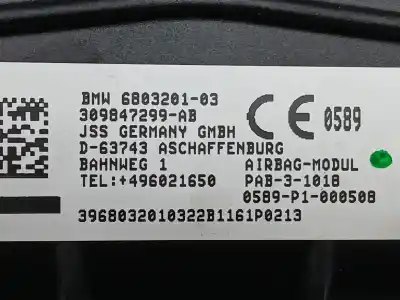 BMW 6803201-03
309847299-AB
JSS GERMANY GMBH
D-63743 ASCHAFFENBURG
BAHNWEG 1
TEL:+496021650
CE 0589
AIRBAG-MODUL
PAB-3-1018
0589-P1-000508
3968032010322B1161P0213